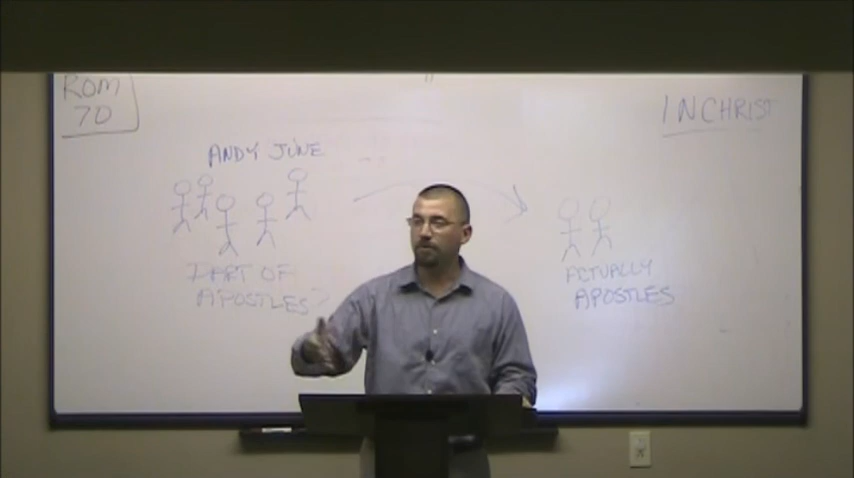 ROM
70
IN CHRIST
ANDY JUNE
PART OF
APOSTLES
ACTUALLY
APOSTLES